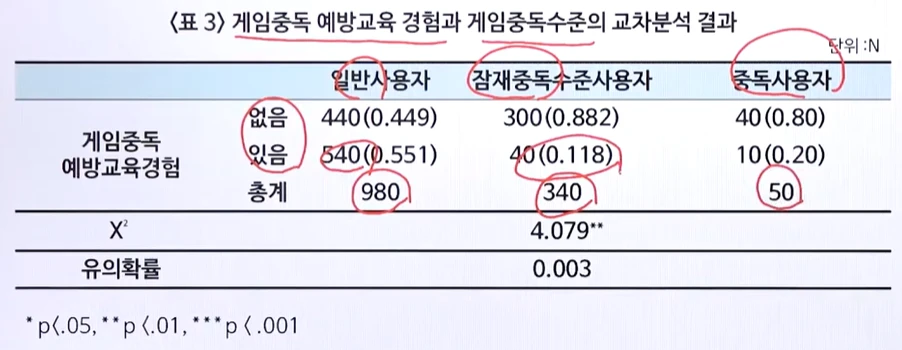 〈표 3〉 게임중독 예방교육 경험과 게임중독수준의 교차분석 결과
단위 :N
일반사용자 잠재중독수준사용자 중독사용자
게임중독 예방교육경험 없음 440(0.449) 300(0.882) 40(0.80)
있음 540(0.551) 40(0.118) 10(0.20)
총계 980 340 50
X² 4.079**
유의확률 0.003
*p〈.05, **p〈.01, ***p〈.001